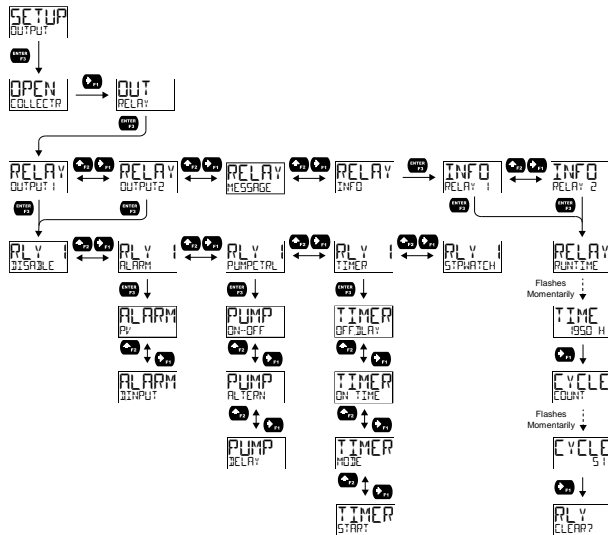 SETUP
OUTPUT
ENTER F3
OPEN
COLLECTR
F1
OUT
RELAY
ENTER F3
RELAY
OUTPUT1
F2 F1
RELAY
OUTPUT2
F2 F1
RELAY
MESSAGE
F2 F1
RELAY
INFO
ENTER F3
INFO
RELAY 1
F2 F1
INFO
RELAY 2
ENTER F3
ENTER F3
ENTER F3
ENTER F3
RLY 1
DISABLE
F2 F1
RLY 1
ALARM
F2 F1
RLY 1
PUMPCTRL
F2 F1
RLY 1
TIMER
F2 F1
RLY 1
STPWATCH
RELAY
RUNTIME
ENTER F3
ENTER F3
ENTER F3
Flashes
Momentarily
ALARM
PV
PUMP
ON-OFF
TIMER
OFF.DLAY
TIME
1950 H
F2 F1
F2 F1
F2 F1
F1
ALARM
DINPUT
PUMP
ALTERN
TIMER
ON TIME
CYCLE
COUNT
F2 F1
F2 F1
Flashes
Momentarily
PUMP
DELAY
TIMER
MODE
CYCLE
51
F2 F1
F1
TIMER
START
RLY
CLEAR?